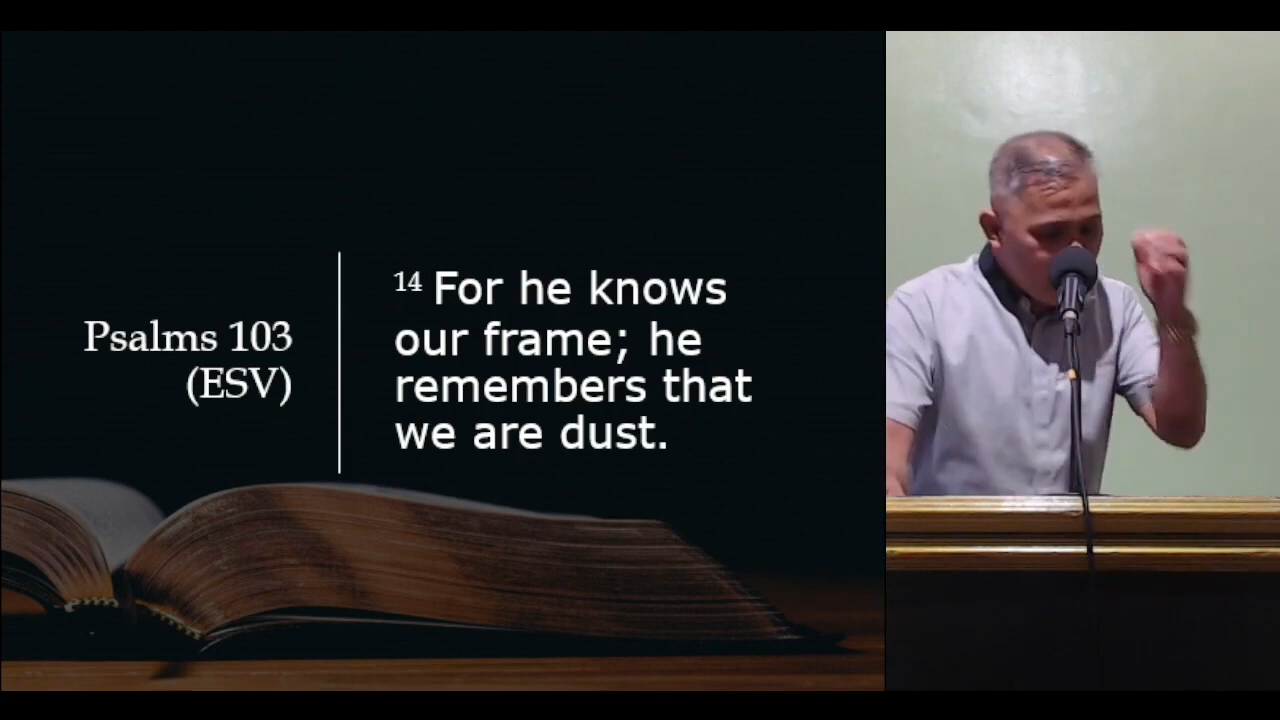 Psalms 103
(ESV)
14 For he knows
our frame; he
remembers that
we are dust.